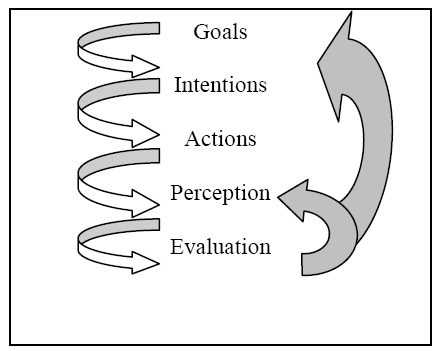 Goals
Intentions
Actions
Perception
Evaluation